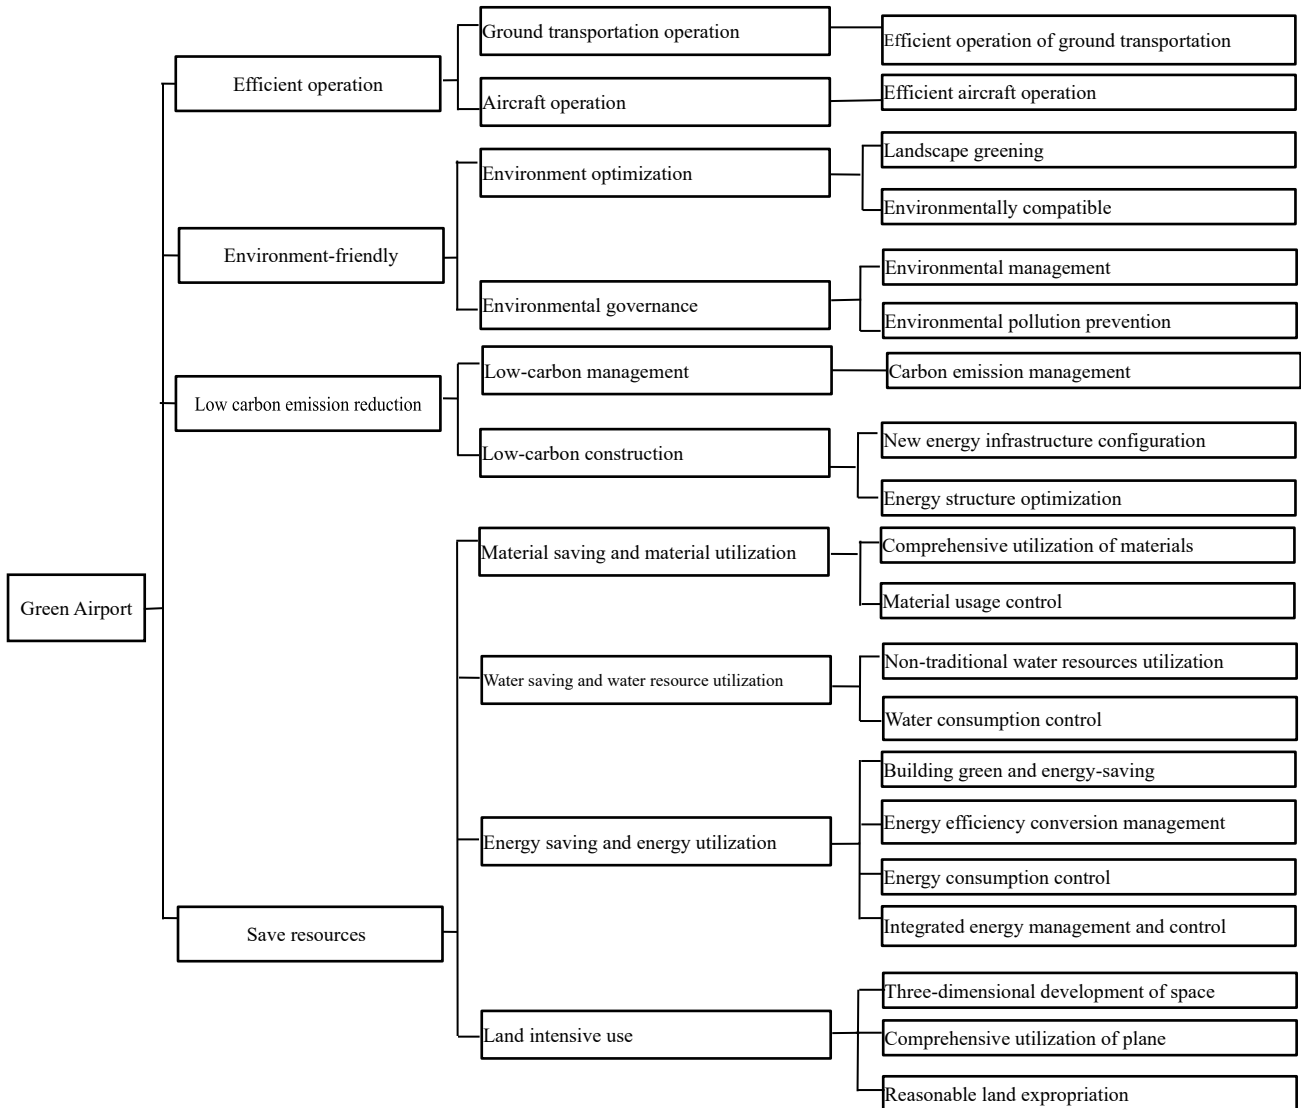 Green Airport
Efficient operation
Ground transportation operation
Efficient operation of ground transportation
Aircraft operation
Efficient aircraft operation
Environment-friendly
Environment optimization
Landscape greening
Environmentally compatible
Environmental governance
Environmental management
Environmental pollution prevention
Low carbon emission reduction
Low-carbon management
Carbon emission management
Low-carbon construction
New energy infrastructure configuration
Energy structure optimization
Save resources
Material saving and material utilization
Comprehensive utilization of materials
Material usage control
Water saving and water resource utilization
Non-traditional water resources utilization
Water consumption control
Energy saving and energy utilization
Building green and energy-saving
Energy efficiency conversion management
Energy consumption control
Integrated energy management and control
Land intensive use
Three-dimensional development of space
Comprehensive utilization of plane
Reasonable land expropriation